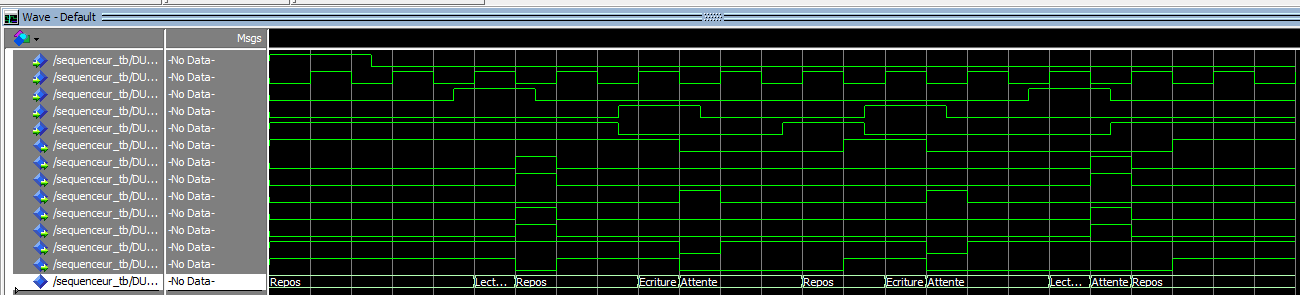 Wave - Default
Msgs
/sequenceur_tb/DU... -No Data-
/sequenceur_tb/DU... -No Data-
/sequenceur_tb/DU... -No Data-
/sequenceur_tb/DU... -No Data-
/sequenceur_tb/DU... -No Data-
/sequenceur_tb/DU... -No Data-
/sequenceur_tb/DU... -No Data-
/sequenceur_tb/DU... -No Data-
/sequenceur_tb/DU... -No Data-
/sequenceur_tb/DU... -No Data-
/sequenceur_tb/DU... -No Data-
/sequenceur_tb/DU... -No Data-
/sequenceur_tb/DU... -No Data-
/sequenceur_tb/DU... -No Data- Repos Lect... Repos Ecriture Attente Repos Ecriture Attente Lect... Attente Repos